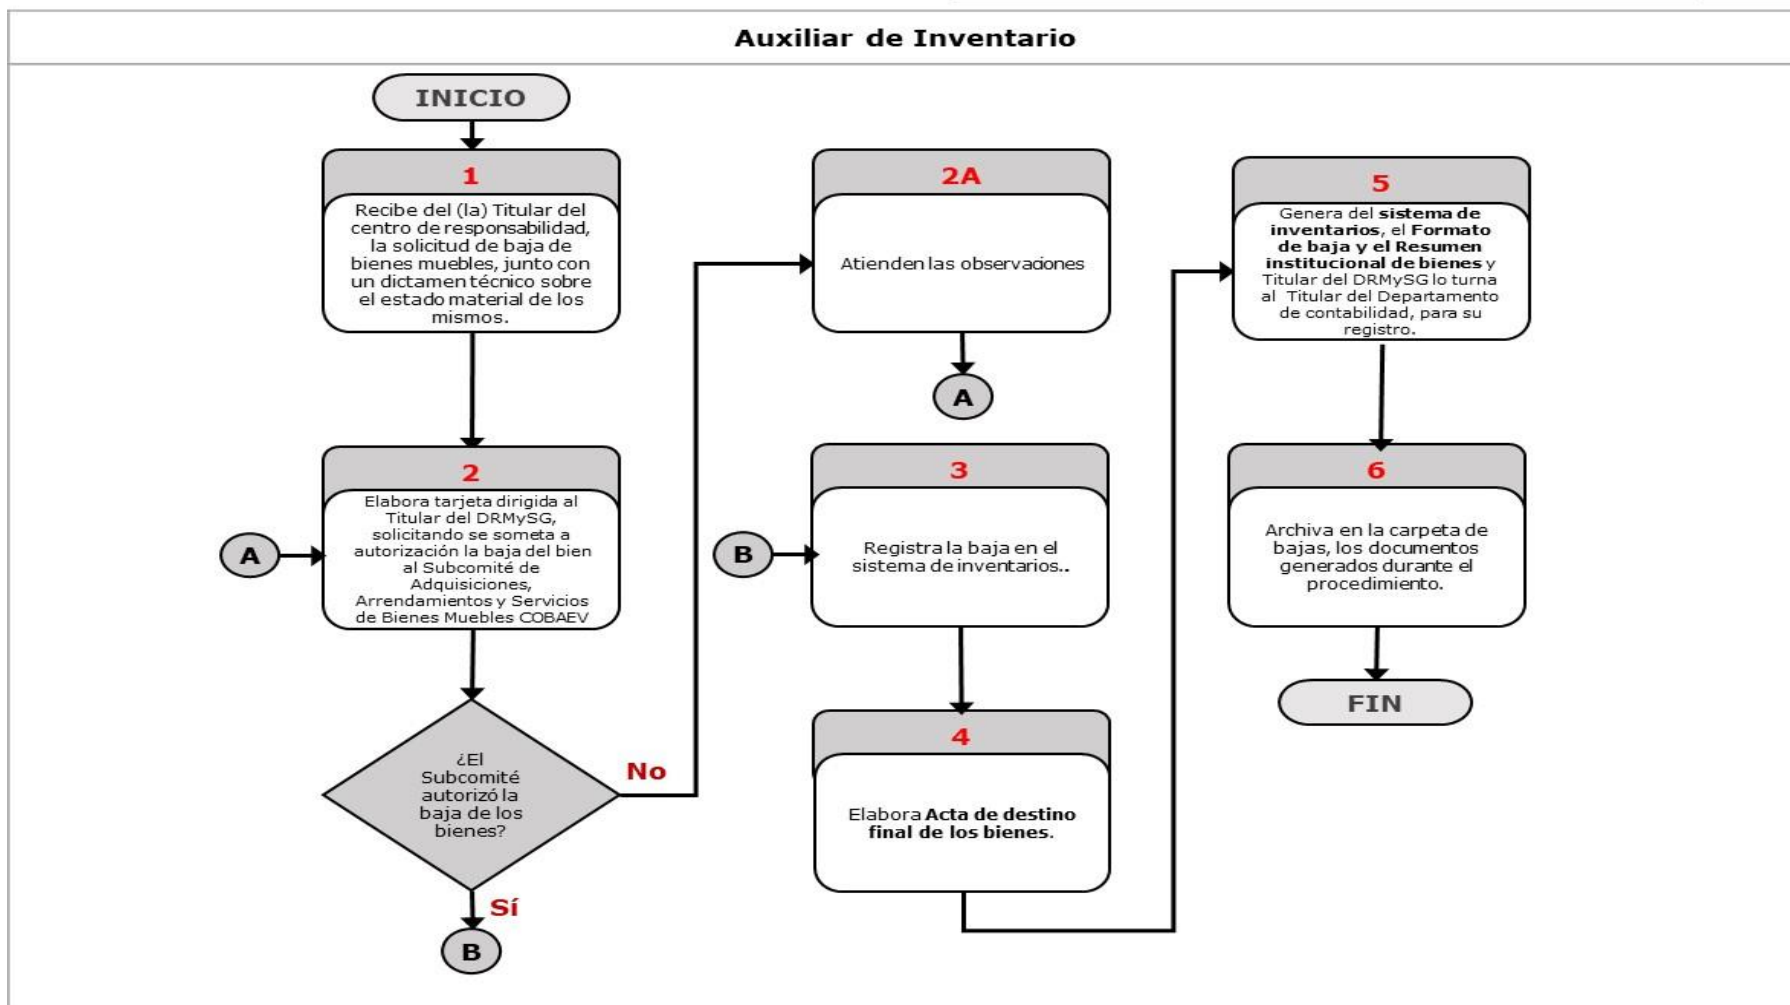 Auxiliar de Inventario
INICIO
1
Recibe del (la) Titular del
centro de responsabilidad,
la solicitud de baja de
bienes muebles, junto con
un dictamen técnico sobre
el estado material de los
mismos.
2
Elabora tarjeta dirigida al
Titular del DRMySG,
solicitando se someta a
autorización la baja del bien
al Subcomité de
Adquisiciones,
Arrendamientos y Servicios
de Bienes Muebles COBAEV
A
¿El
Subcomité
autorizó la
baja de los
bienes?
No
Sí
B
2A
Atienden las observaciones
A
3
B
Registra la baja en el
sistema de inventarios..
4
Elabora Acta de destino
final de los bienes.
5
Genera del sistema de
inventarios, el Formato
de baja y el Resumen
institucional de bienes y
Titular del DRMySG lo turna
al Titular del Departamento
de contabilidad, para su
registro.
6
Archiva en la carpeta de
bajas, los documentos
generados durante el
procedimiento.
FIN